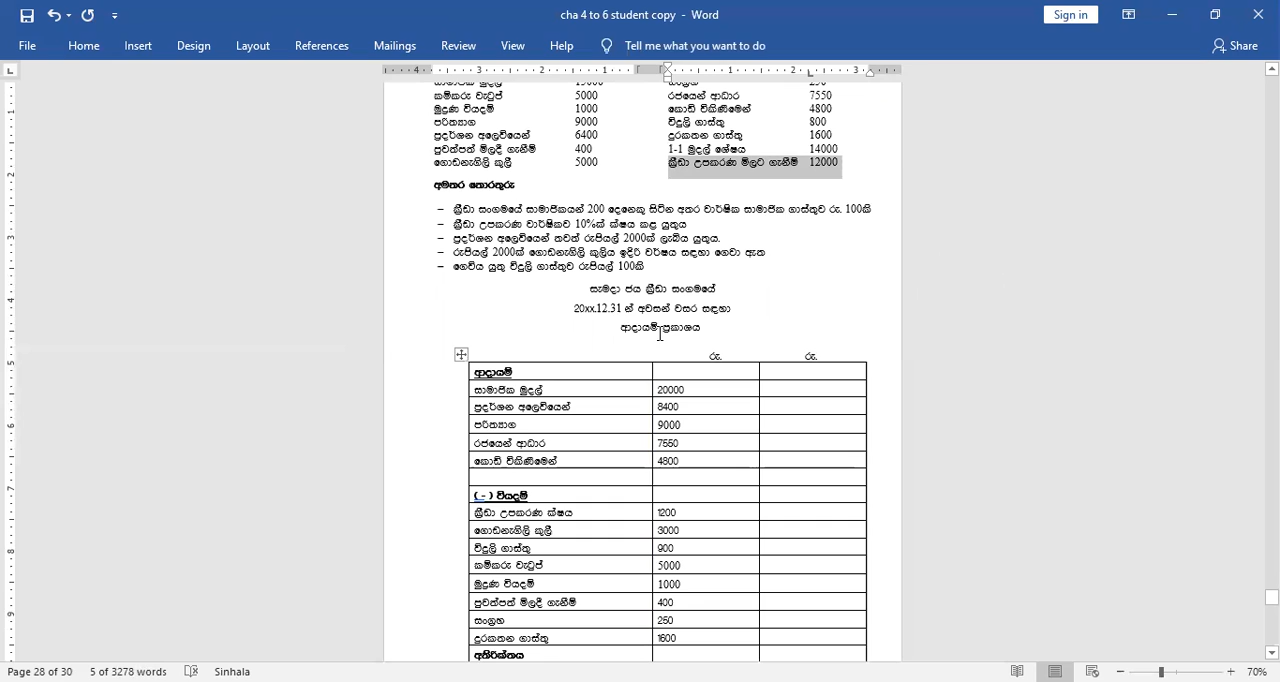 cha 4 to 6 student copy - Word
Sign in
File Home Insert Design Layout References Mailings Review View Help Tell me what you want to do Share
කම්කරු වැටුප් 5000 රජයෙන් ආධාර 7550
මුද්‍රණ වියදම් 1000 කොඩි විකිණීමෙන් 4800
පරිත්‍යාග 9000 විදුලි ගාස්තු 800
ප්‍රදර්ශන අලෙවියෙන් 6400 දුරකතන ගාස්තු 1600
පුවත්පත් මිලදී ගැනීම් 400 1-1 මුදල් ශේෂය 14000
ගොඩනැගිලි කුලී 5000 ක්‍රීඩා උපකරණ මිලට ගැනීම් 12000
අමතර තොරතුරු
– ක්‍රීඩා සංගමයේ සාමාජිකයන් 200 දෙනෙකු සිටින අතර වාර්ෂික සාමාජික ගාස්තුව රු. 100කි
– ක්‍රීඩා උපකරණ වාර්ෂිකව 10%ක් ක්ෂය කළ යුතුය
– ප්‍රදර්ශන අලෙවියෙන් තවත් රුපියල් 2000ක් ලැබිය යුතුය.
– රුපියල් 2000ක් ගොඩනැගිලි කුලිය ඉදිරි වර්ෂය සඳහා ගෙවා ඇත
– ගෙවිය යුතු විදුලි ගාස්තුව රුපියල් 100කි
සැමදා ජය ක්‍රීඩා සංගමයේ
20xx.12.31 න් අවසන් වසර සඳහා
ආදායම් ප්‍රකාශය
රු. රු.
ආදායම්
සාමාජික මුදල් 20000
ප්‍රදර්ශන අලෙවියෙන් 8400
පරිත්‍යාග 9000
රජයෙන් ආධාර 7550
කොඩි විකිණීමෙන් 4800
( - ) වියදම්
ක්‍රීඩා උපකරණ ක්ෂය 1200
ගොඩනැගිලි කුලී 3000
විදුලි ගාස්තු 900
කම්කරු වැටුප් 5000
මුද්‍රණ වියදම් 1000
පුවත්පත් මිලදී ගැනීම් 400
සංග්‍රහ 250
දුරකතන ගාස්තු 1600
අතිරික්තය
Page 28 of 30 5 of 3278 words Sinhala 70%